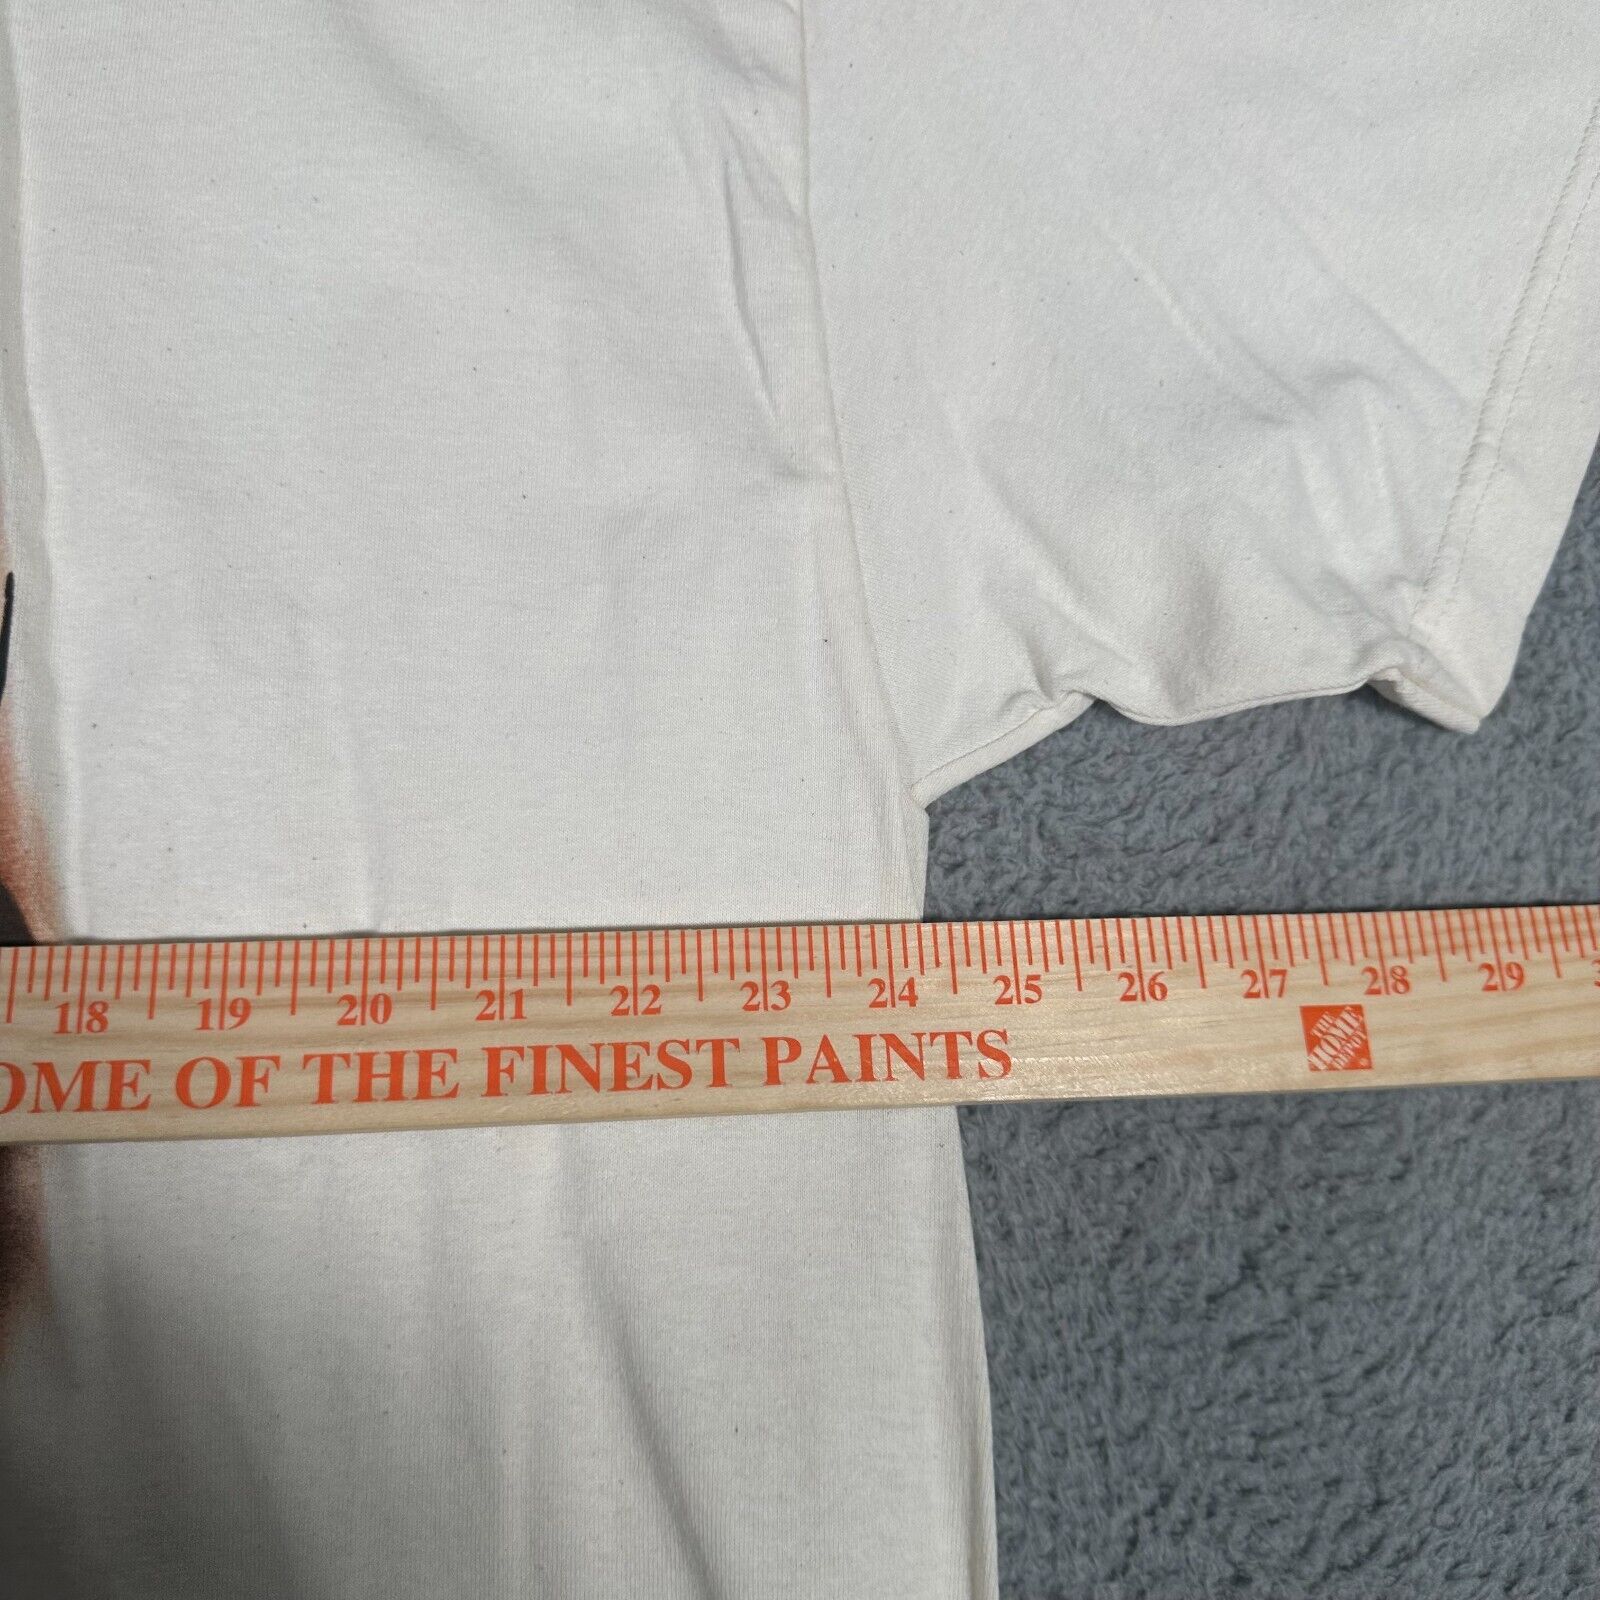 18 19 20 21 22 23 24 25 26 27 28 29
OME OF THE FINEST PAINTS
THE HOME DEPOT